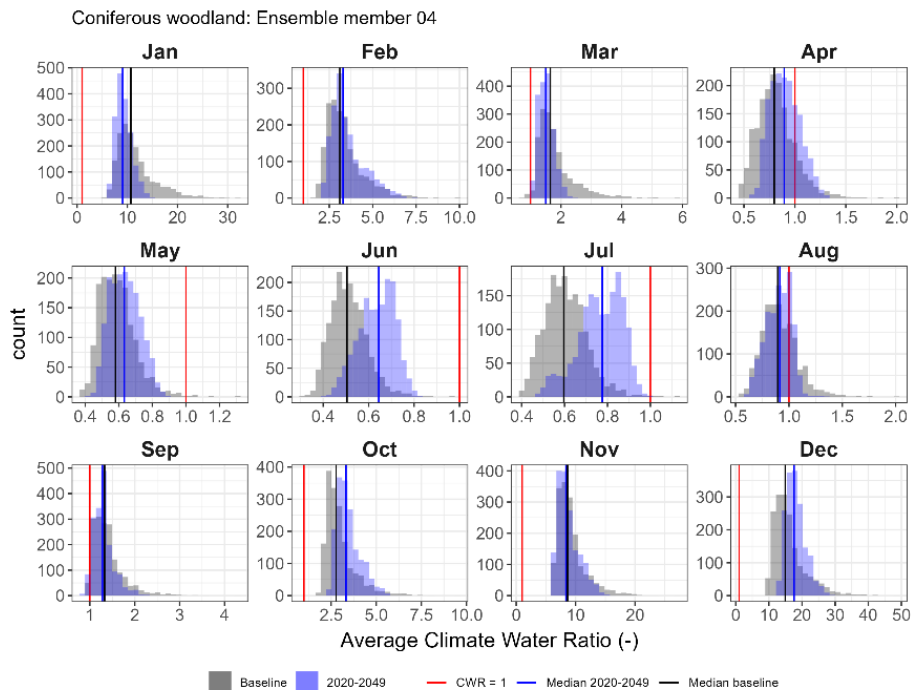 Coniferous woodland: Ensemble member 04
Jan Feb Mar Apr
500 400 300 200 100 0
0 10 20 30
300 200 100 0
2.5 5.0 7.5 10.0
400 300 200 100 0
2 4 6
200 150 100 50 0
0.5 1.0 1.5 2.0
May Jun Jul Aug
200 150 100 50 0
0.4 0.6 0.8 1.0 1.2
200 150 100 50 0
0.4 0.6 0.8 1.0
150 100 50 0
0.4 0.6 0.8 1.0
300 200 100 0
0.5 1.0 1.5 2.0
count
Sep Oct Nov Dec
500 400 300 200 100 0
1 2 3 4
300 200 100 0
2.5 5.0 7.5 10.0
400 300 200 100 0
0 10 20
300 200 100 0
0 10 20 30 40 50
Average Climate Water Ratio (-)
Baseline 2020-2049 CWR = 1 Median 2020-2049 Median baseline